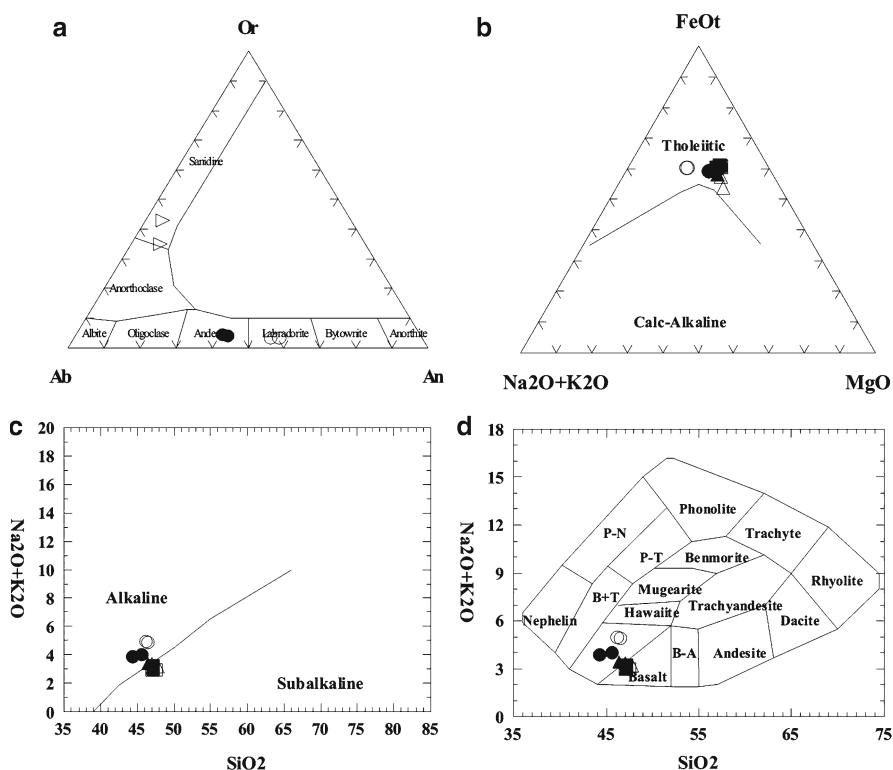 a
Or
Sanidine
Anorthoclase
Albite
Oligoclase
Ande
Labradorite
Bytownite
Anorthite
Ab
An
b
FeOt
Tholeiitic
Calc-Alkaline
Na2O+K2O
MgO
c
20
18
16
14
12
10
8
6
4
2
0
Na2O+K2O
Alkaline
Subalkaline
35 40 45 50 55 60 65 70 75 80 85
SiO2
d
18
15
12
9
6
3
0
Na2O+K2O
Phonolite
P-N
Trachyte
P-T
Benmorite
B+T
Mugearite
Rhyolite
Nephelin
Hawaiite
Trachyandesite
Dacite
B-A
Andesite
Basalt
35 45 55 65 75
SiO2